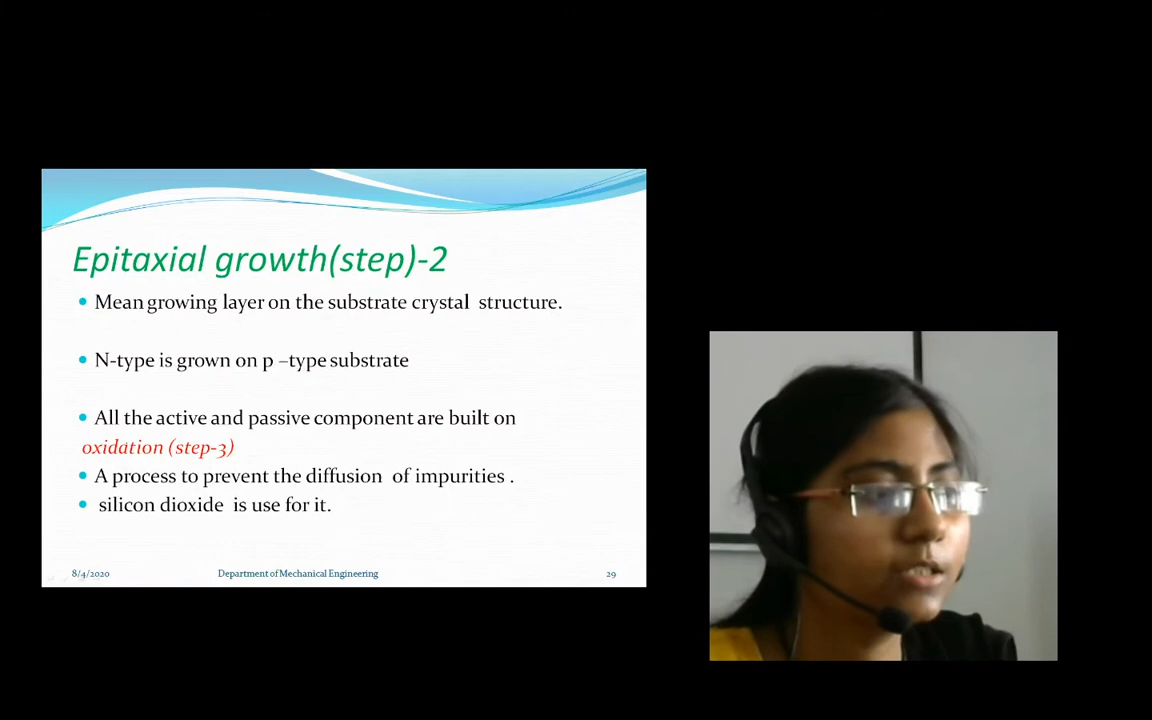 Epitaxial growth(step)-2
Mean growing layer on the substrate crystal structure.
N-type is grown on p –type substrate
All the active and passive component are built on
oxidation (step-3)
A process to prevent the diffusion of impurities .
silicon dioxide is use for it.
8/4/2020 Department of Mechanical Engineering 29